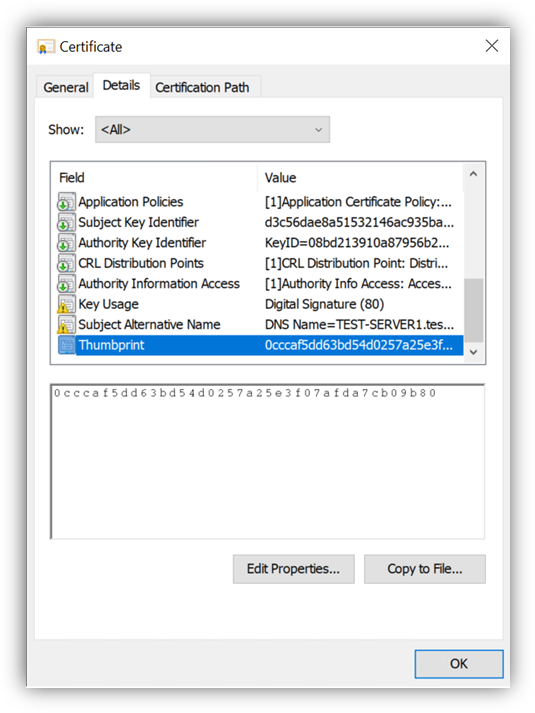 Certificate
General Details Certification Path
Show: <All>
Field Value
Application Policies [1]Application Certificate Policy:...
Subject Key Identifier d3c56dae8a51532146ac935ba...
Authority Key Identifier KeyID=08bd213910a87956b2...
CRL Distribution Points [1]CRL Distribution Point: Distri...
Authority Information Access [1]Authority Info Access: Acces...
Key Usage Digital Signature (80)
Subject Alternative Name DNS Name=TEST-SERVER1.tes...
Thumbprint 0cccaf5dd63bd54d0257a25e3f...
0cccaf5dd63bd54d0257a25e3f07afda7cb09b80
Edit Properties... Copy to File...
OK